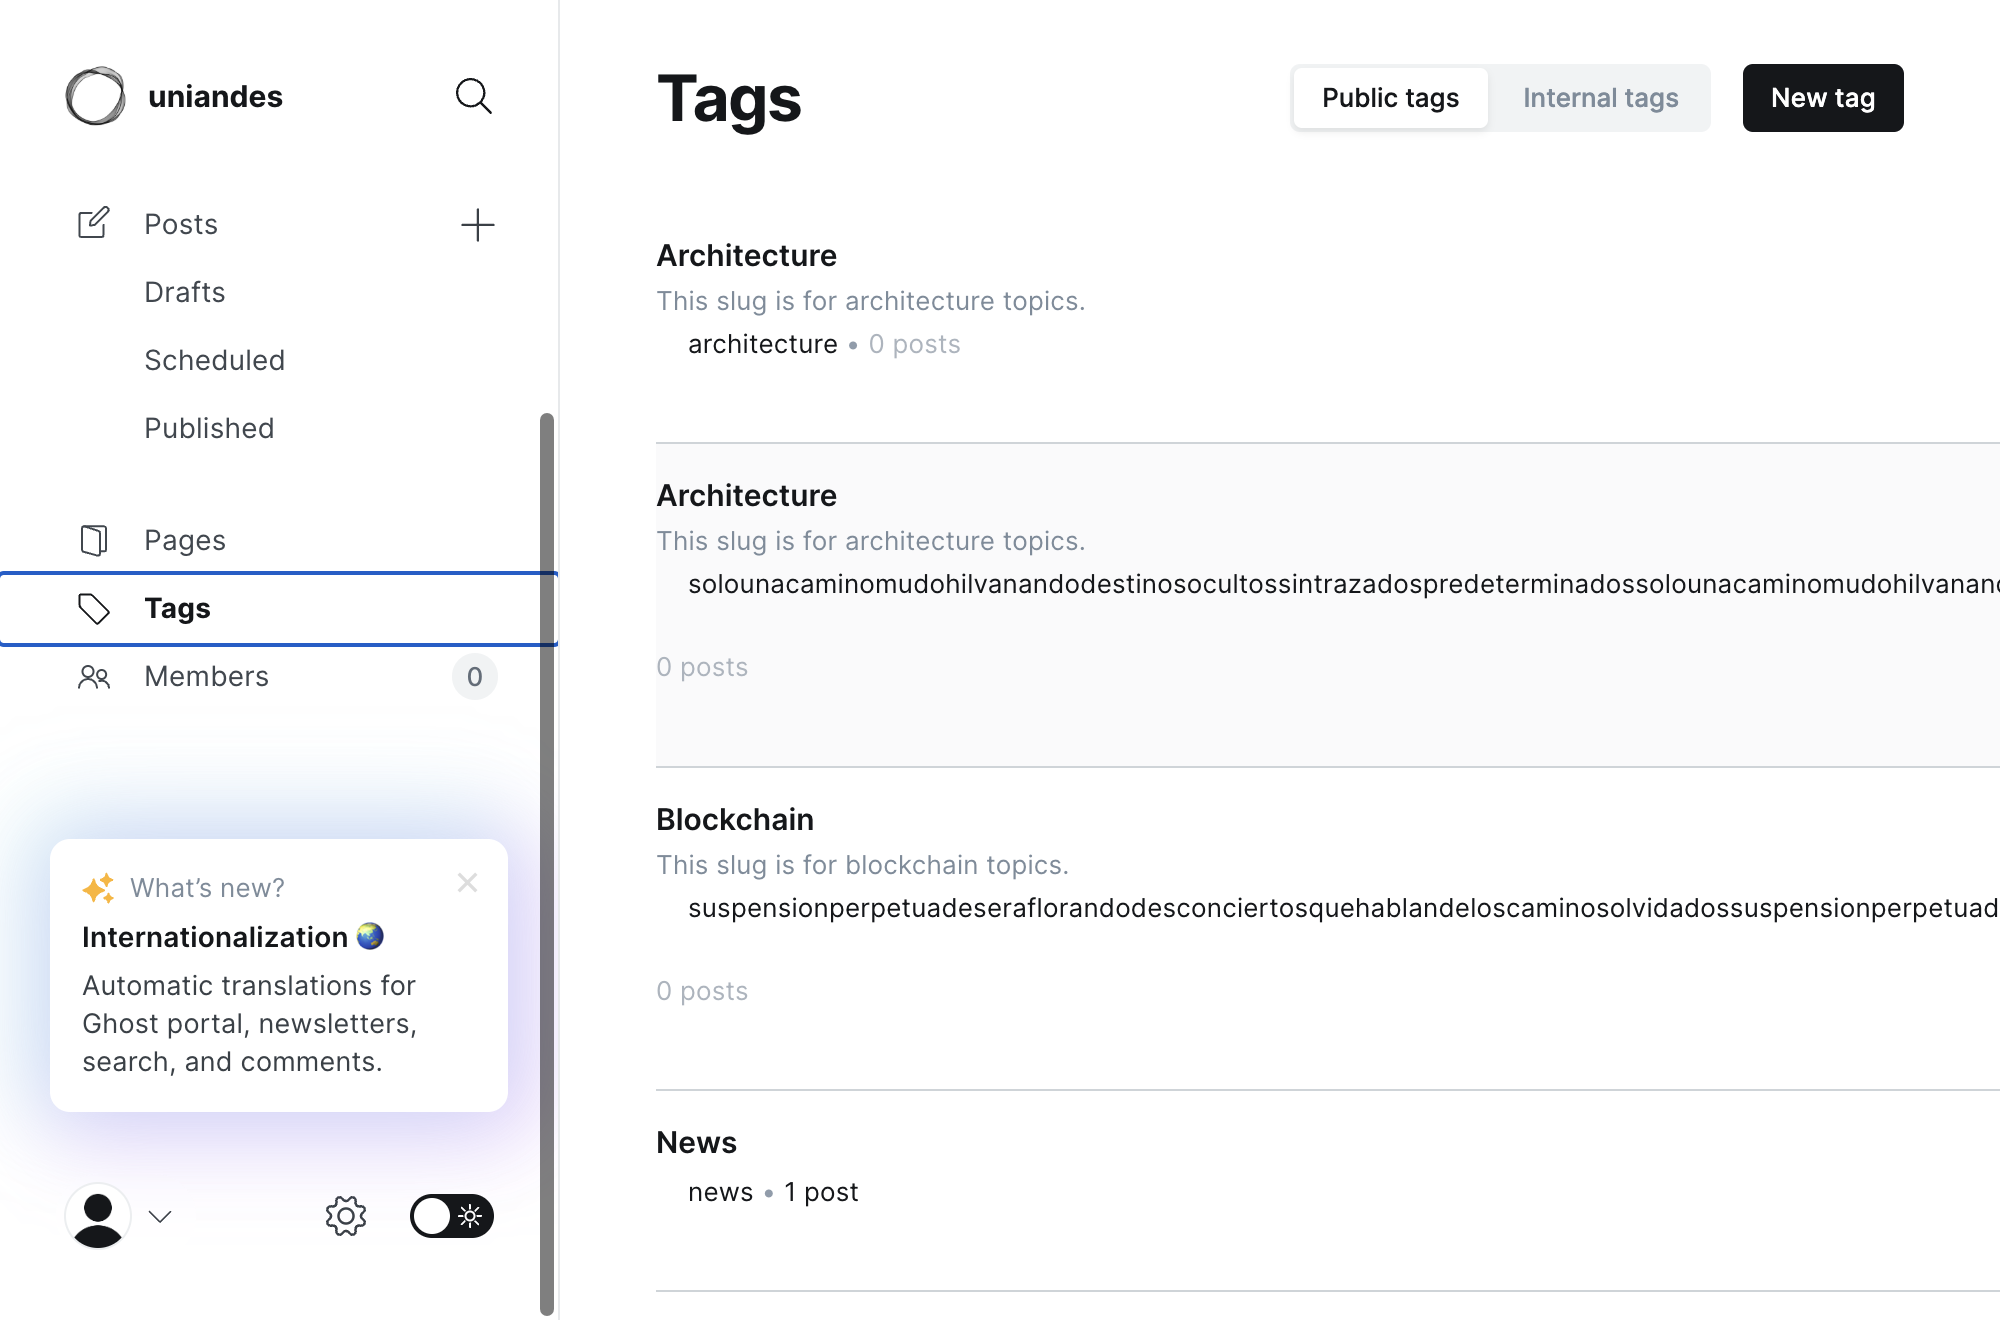 uniandes
Posts
Drafts
Scheduled
Published
Pages
Tags
Members
0
What's new?
Internationalization
Automatic translations for
Ghost portal, newsletters,
search, and comments.
Tags
Public tags
Internal tags
New tag
Architecture
This slug is for architecture topics.
architecture • 0 posts
Architecture
This slug is for architecture topics.
solounacaminomudohilvanandodestinosocultossintrazadospredeterminadossolounacaminomudohilvanand
0 posts
Blockchain
This slug is for blockchain topics.
suspensionperpetuadeseraflorandodesconciertosquehablandeloscaminosolvidadossuspensionperpetuad
0 posts
News
news • 1 post